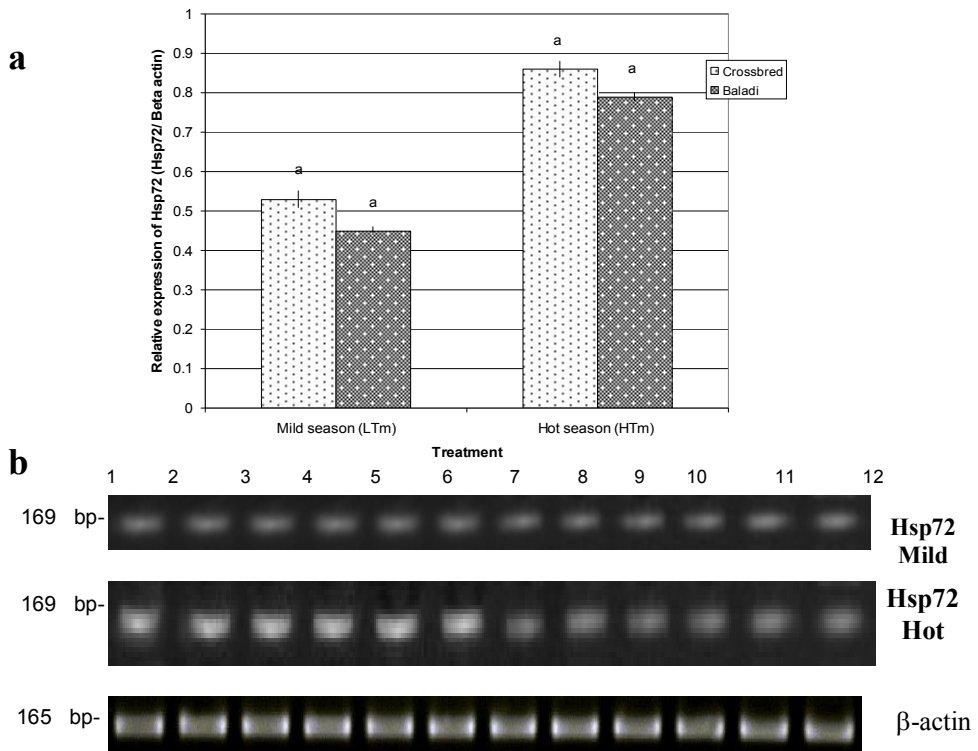 a
Relative expression of Hsp72 (Hsp72/ Beta actin)
1
0.9
0.8
0.7
0.6
0.5
0.4
0.3
0.2
0.1
0
a
a
a
a
Crossbred
Baladi
Mild season (LTm)
Hot season (HTm)
Treatment
b
1 2 3 4 5 6 7 8 9 10 11 12
169 bp-
Hsp72
Mild
169 bp-
Hsp72
Hot
165 bp-
β-actin